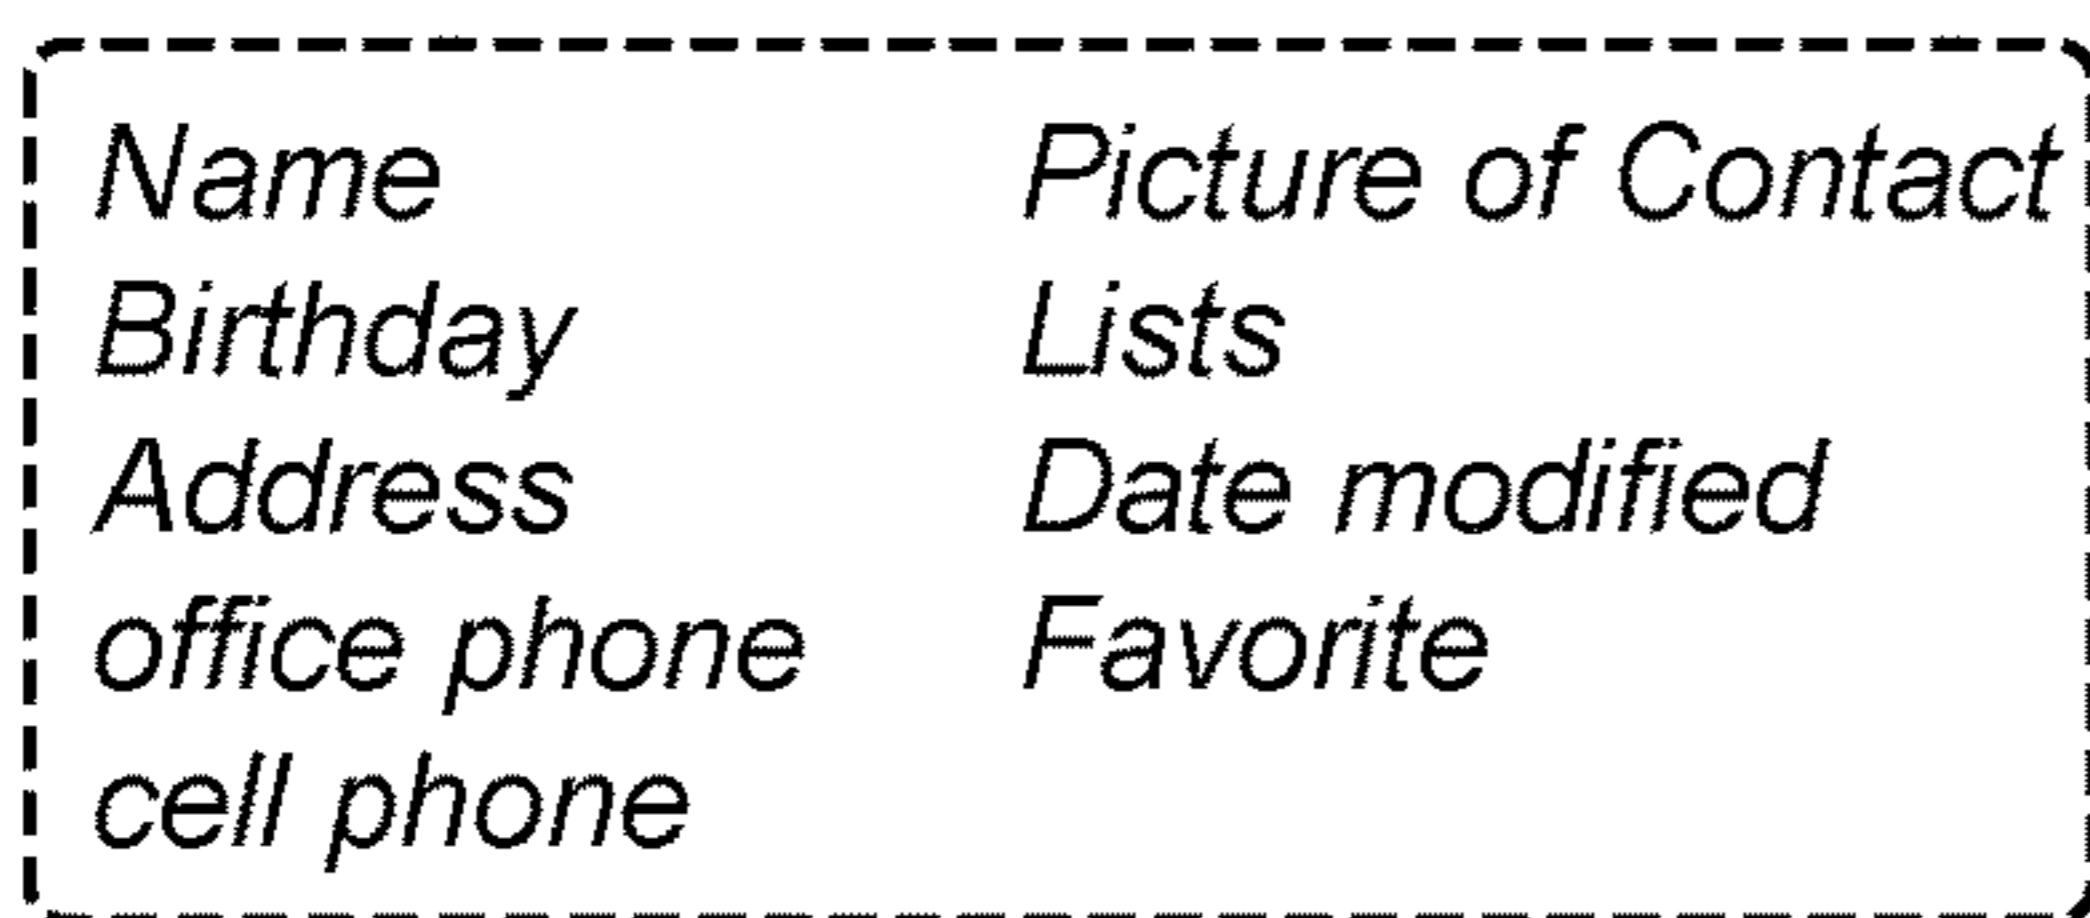 Name
Birthday
Address
office phone
cell phone
Picture of Contact
Lists
Date modified
Favorite